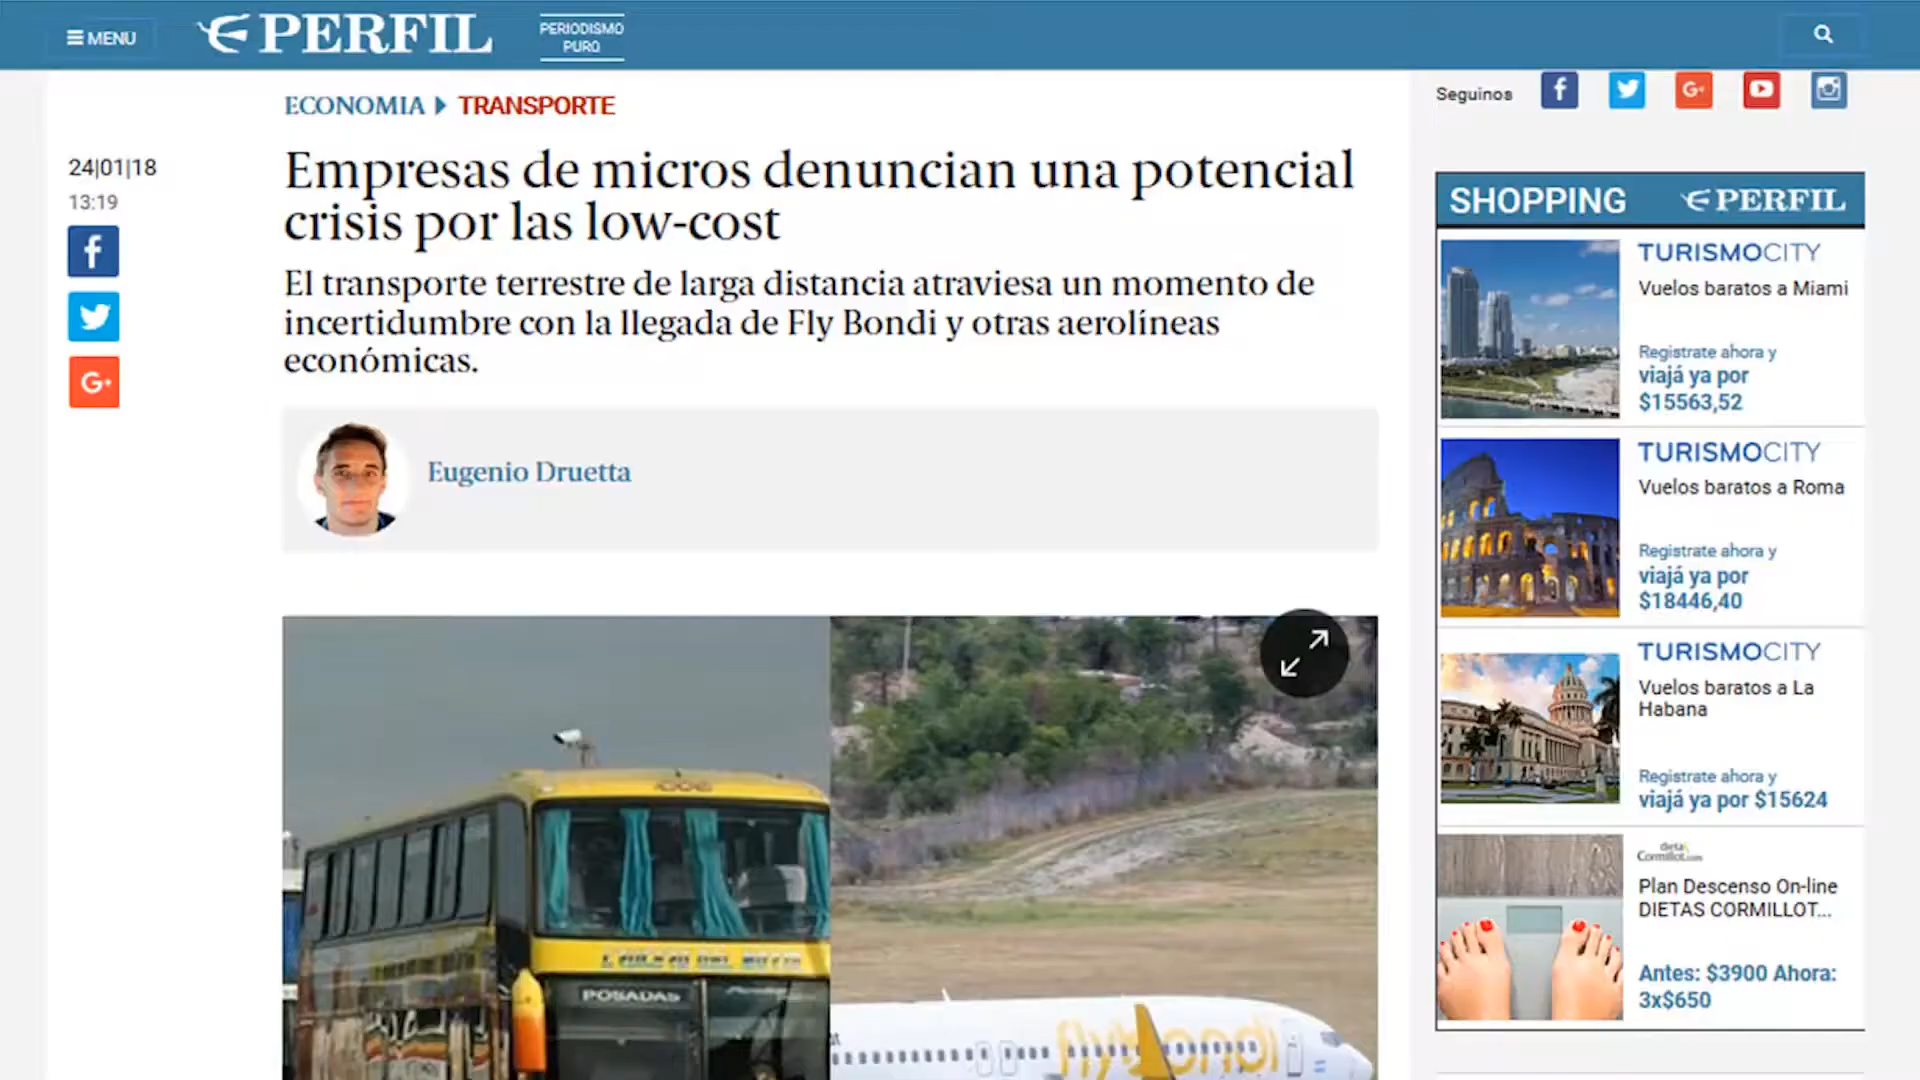 MENU
PERFIL
PERIODISMO
PURO
ECONOMIA
TRANSPORTE
24|01|18
13:19
Empresas de micros denuncian una potencial
crisis por las low-cost
El transporte terrestre de larga distancia atraviesa un momento de
incertidumbre con la llegada de Fly Bondi y otras aerolíneas
económicas.
Eugenio Druetta
POSADAS
flybondi
Seguinos
SHOPPING PERFIL
TURISMOCITY
Vuelos baratos a Miami
Registrate ahora y
viajá ya por
$15563,52
TURISMOCITY
Vuelos baratos a Roma
Registrate ahora y
viajá ya por
$18446,40
TURISMOCITY
Vuelos baratos a La
Habana
Registrate ahora y
viajá ya por $15624
dieta
Cormillot.com
Plan Descenso On-line
DIETAS CORMILLOT...
Antes: $3900 Ahora:
3x$650